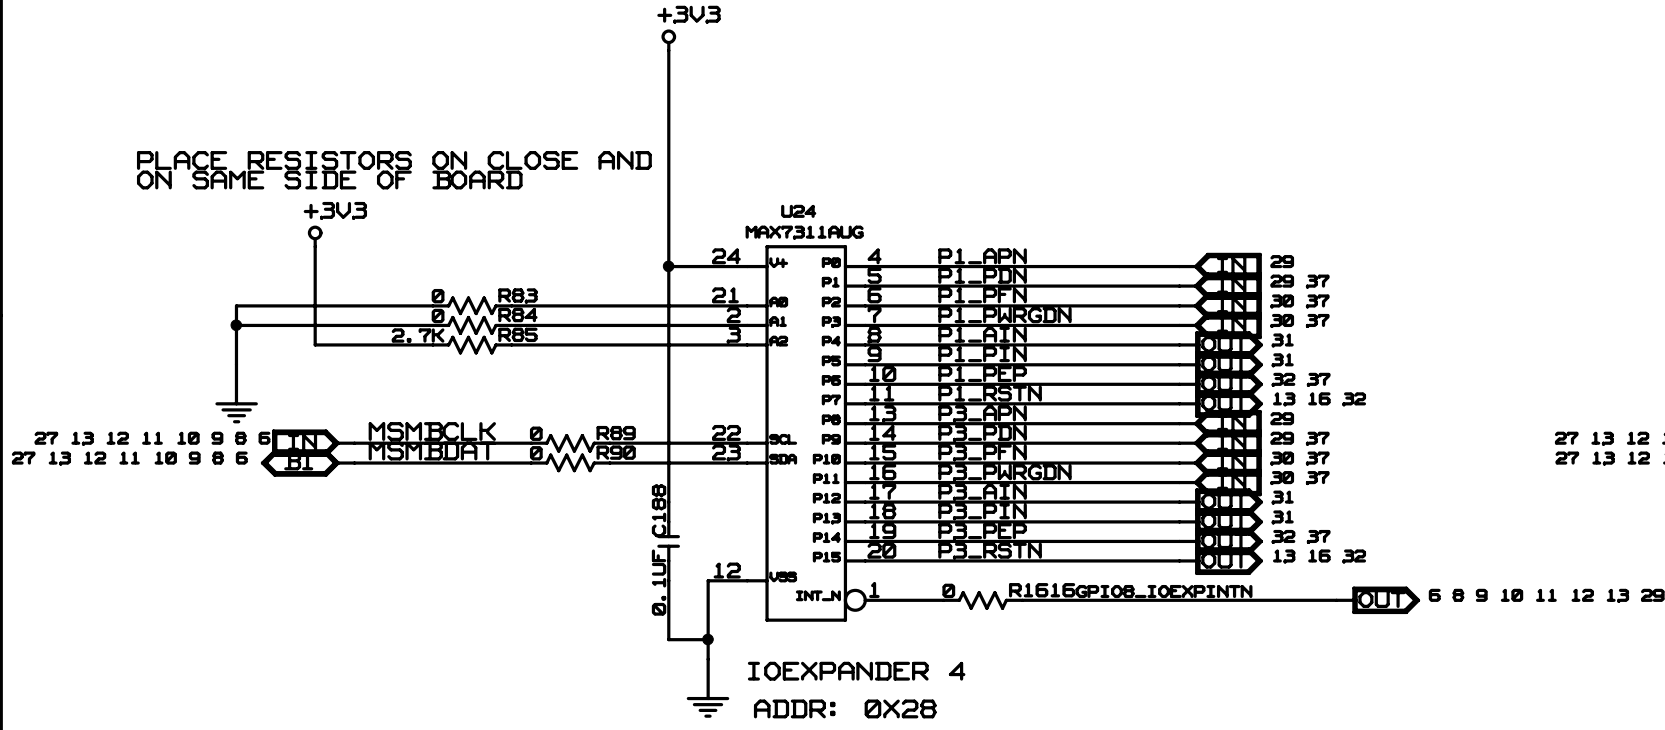 +3V3
PLACE RESISTORS ON CLOSE AND
ON SAME SIDE OF BOARD
+3V3
U24
MAX7311AUG
24 V+ P0 4 P1_APN IN 29
P1 5 P1_PDN IN 29 37
0 R83 21 A0 P2 6 P1_PFN IN 30 37
0 R84 2 A1 P3 7 P1_PWRGDN IN 30 37
2.7K R85 3 A2 P4 8 P1_AIN OUT 31
P5 9 P1_PIN OUT 31
P6 10 P1_PEP OUT 32 37
P7 11 P1_RSTN OUT 13 16 32
P8 13 P3_APN IN 29
27 13 12 11 10 9 8 6 IN MSMBCLK 0 R89 22 SCL P9 14 P3_DN IN 29 37
27 13 12 11 10 9 8 6 BI MSMBDAT 0 R90 23 SDA P10 15 P3_PFN IN 30 37
P11 16 P3_PWRGDN IN 30 37
P12 17 P3_AIN OUT 31
P13 18 P3_PIN OUT 31
P14 19 P3_PEP OUT 32 37
P15 20 P3_RSTN OUT 13 16 32
0.1UF C188
12 VSS
INT_N 1 0 R1616 GPIO8_IOEXPINTN OUT 6 8 9 10 11 12 13 29
IOEXPANDER 4
ADDR: 0X28
27 13 12
27 13 12